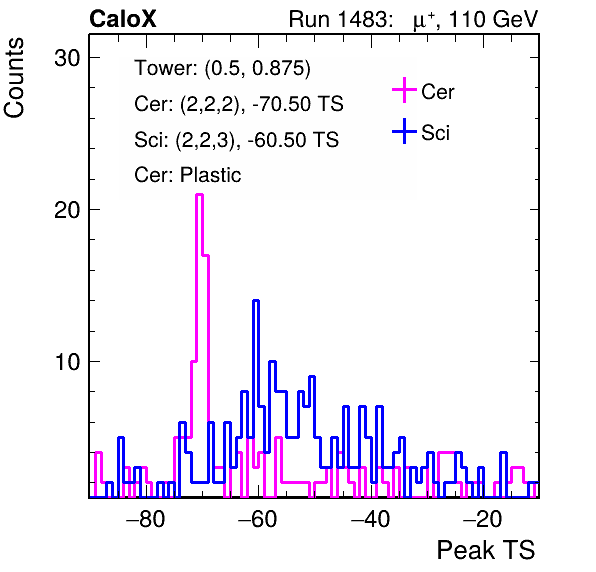 CaloX Run 1483: μ⁺, 110 GeV
Counts
30
20
10
Tower: (0.5, 0.875)
Cer: (2,2,2), -70.50 TS
Sci: (2,2,3), -60.50 TS
Cer: Plastic
Cer
Sci
−80 −60 −40 −20
Peak TS